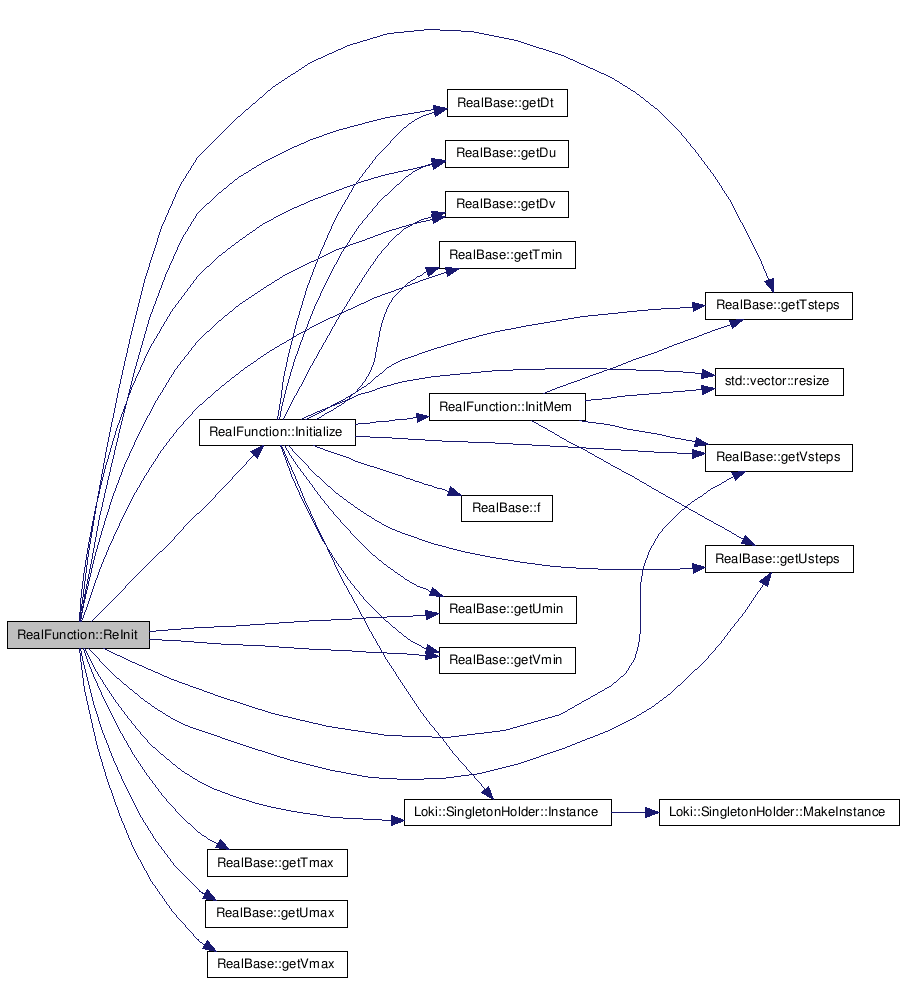 RealBase::getDt
RealBase::getDu
RealBase::getDv
RealBase::getTmin
RealBase::getTsteps
std::vector::resize
RealFunction::InitMem
RealFunction::Initialize
RealBase::getVsteps
RealBase::f
RealBase::getUsteps
RealBase::getUmin
RealFunction::ReInit
RealBase::getVmin
Loki::SingletonHolder::Instance
Loki::SingletonHolder::MakeInstance
RealBase::getTmax
RealBase::getUmax
RealBase::getVmax